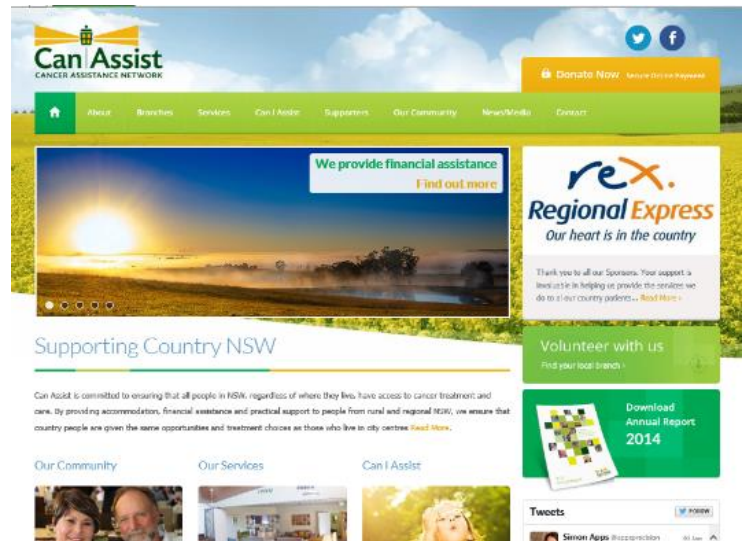 Can Assist
CANCER ASSISTANCE NETWORK
Donate Now Secure Online Payment
About Branches Services Can I Assist Supporters Our Community News/Media Contact
We provide financial assistance
Find out more
rex.
Regional Express
Our heart is in the country
Thank you to all our Sponsors. Your support is
invaluable in helping us provide the services we
do to all our country patients... Read More ›
Supporting Country NSW
Can Assist is committed to ensuring that all people in NSW, regardless of where they live, have access to cancer treatment and
care. By providing accommodation, financial assistance and practical support to people from rural and regional NSW, we ensure that
country people are given the same opportunities and treatment choices as those who live in city centres Read More.
Volunteer with us
Find your local branch ›
Download
Annual Report
2014
Our Community Our Services Can I Assist
Tweets FOLLOW
Simon Apps